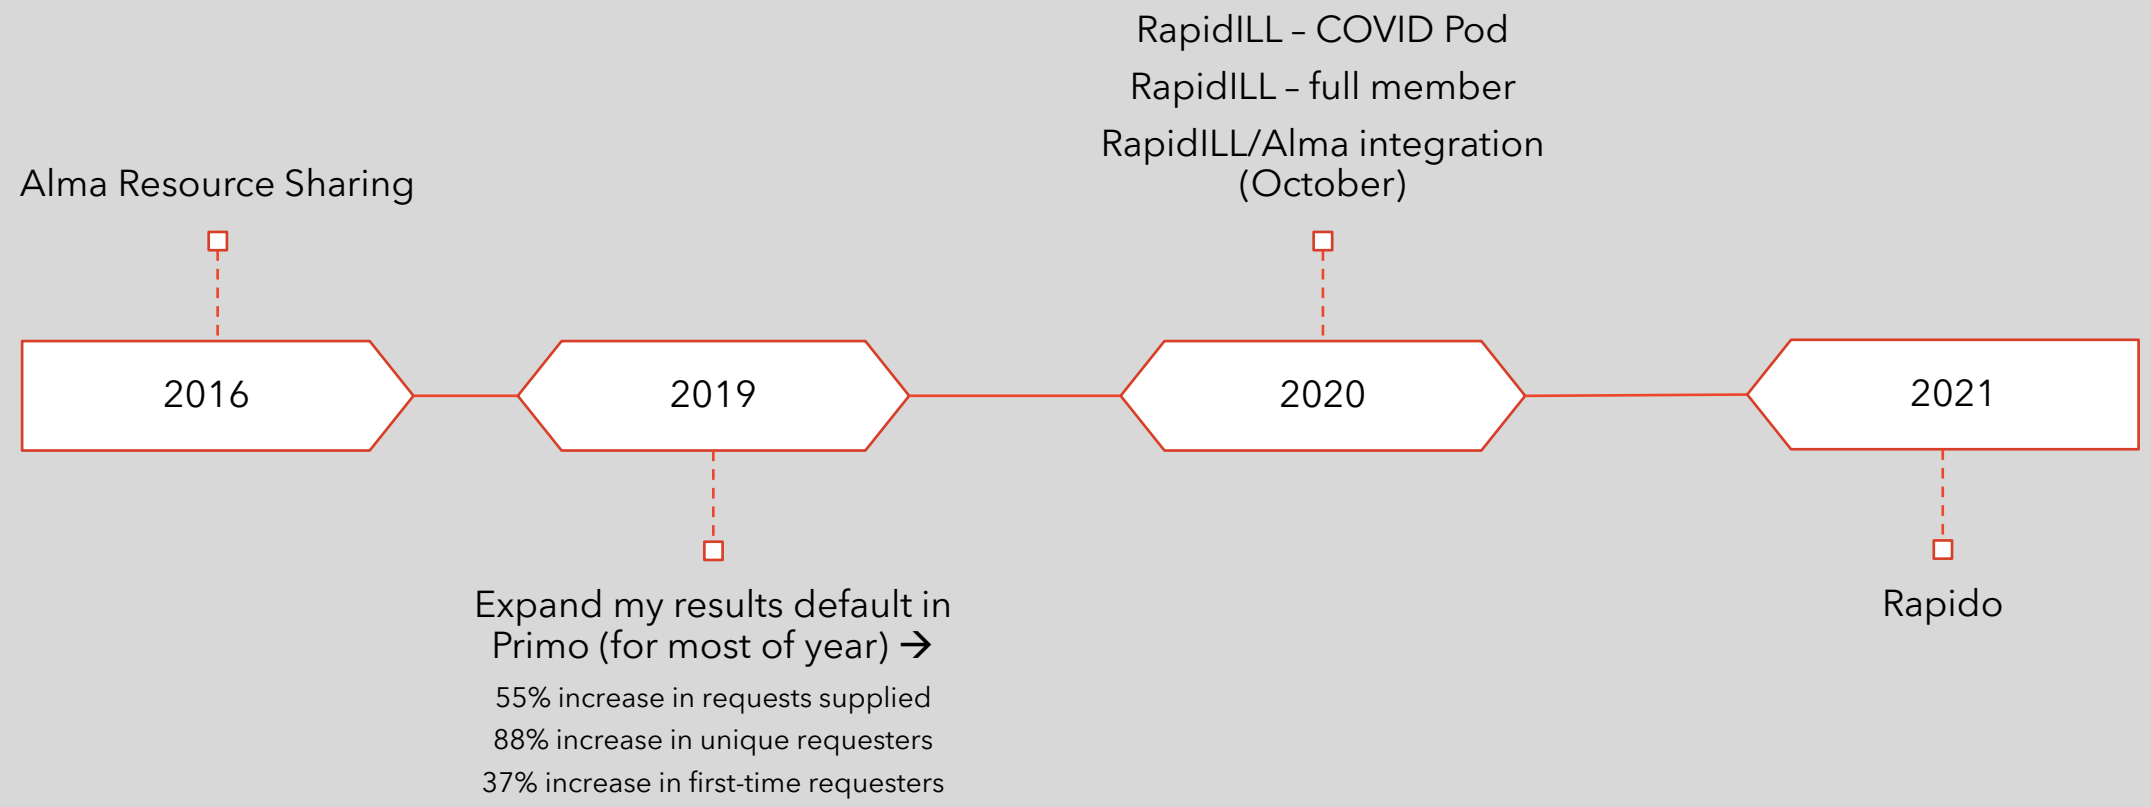 RapidILL – COVID Pod
RapidILL – full member
RapidILL/Alma integration
(October)
Alma Resource Sharing
2016
2019
2020
2021
Expand my results default in
Primo (for most of year) →
55% increase in requests supplied
88% increase in unique requesters
37% increase in first-time requesters
Rapido